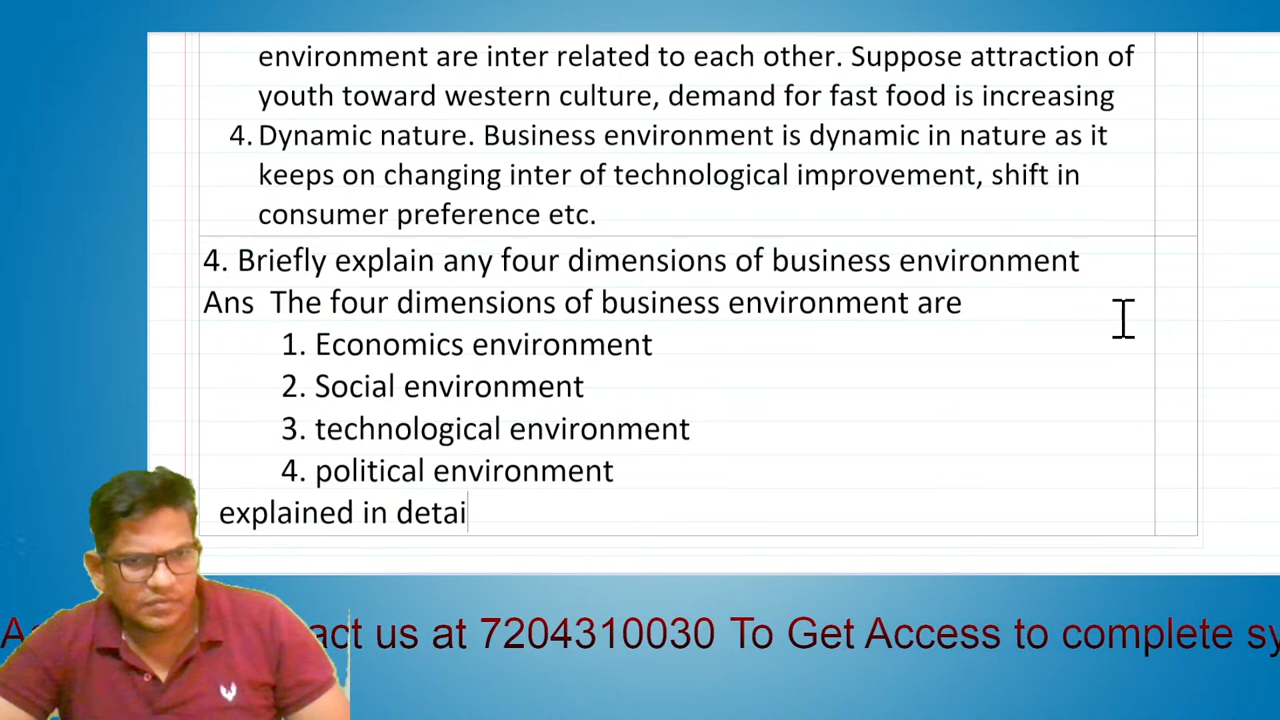 environment are inter related to each other. Suppose attraction of
youth toward western culture, demand for fast food is increasing
4. Dynamic nature. Business environment is dynamic in nature as it
keeps on changing inter of technological improvement, shift in
consumer preference etc.
4. Briefly explain any four dimensions of business environment
Ans The four dimensions of business environment are
1. Economics environment
2. Social environment
3. technological environment
4. political environment
explained in detai
us at 7204310030 To Get Access to complete